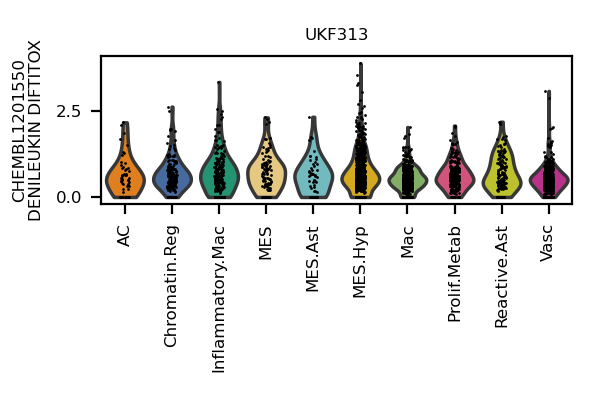 UKF313
CHEMBL1201550
DENILEUKIN DIFTITOX
2.5
0.0
AC
Chromatin.Reg
Inflammatory.Mac
MES
MES.Ast
MES.Hyp
Mac
Prolif.Metab
Reactive.Ast
Vasc